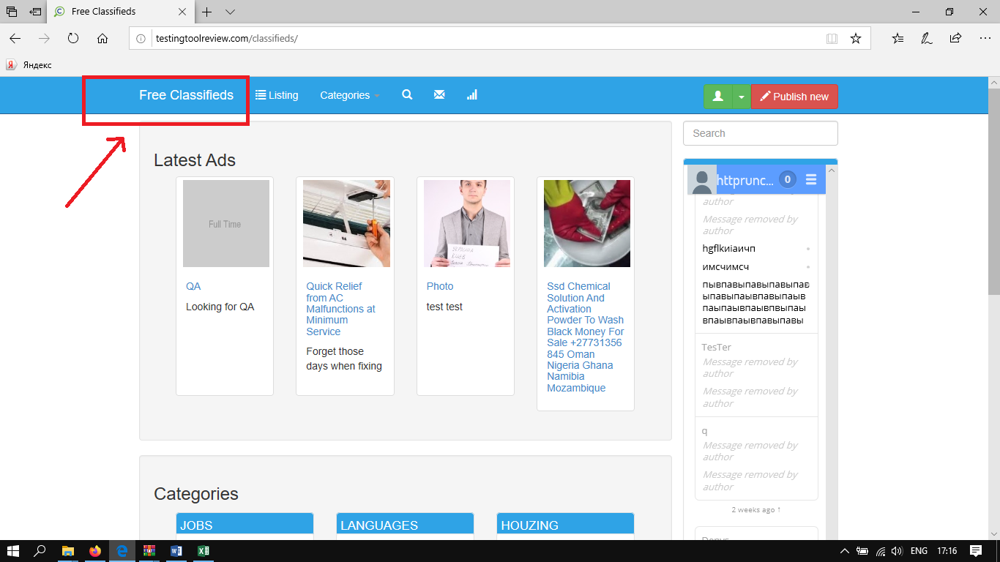 Free Classifieds
testingtoolreview.com/classifieds/
Яндекс
Free Classifieds
Listing
Categories
Publish new
Search
Latest Ads
Full Time
QA
Looking for QA
Quick Relief
from AC
Malfunctions at
Minimum
Service
Forget those
days when fixing
Photo
test test
Ssd Chemical
Solution And
Activation
Powder To Wash
Black Money For
Sale +27731356
845 Oman
Nigeria Ghana
Namibia
Mozambique
httprunc...
0
author
Message removed by
author
hgflkиіаичп
имсчимсч
пывпавыпавыпавыпав
ыпавыпаывпавыпаыв
паыпаывпаывпвыпаы
впаывпаывпавыпавы
TesTer
Message removed by
author
Message removed by
author
q
Message removed by
author
Message removed by
author
2 weeks ago ↑
Denys
Categories
JOBS
LANGUAGES
HOUZING
ENG
17:16